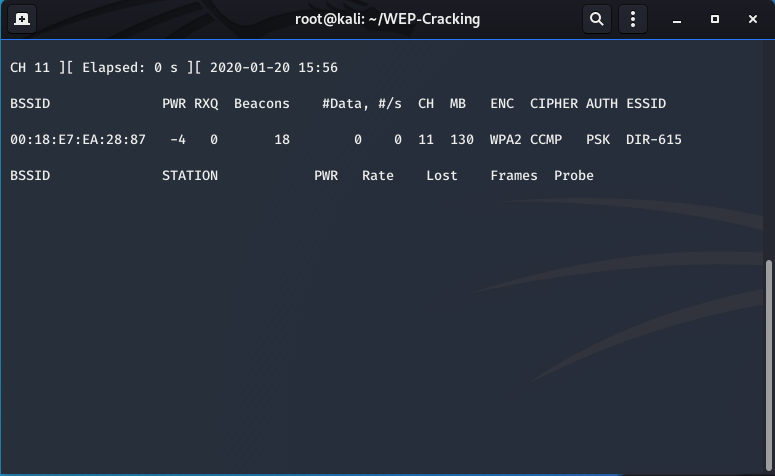 root@kali: ~/WEP-Cracking
CH 11 ][ Elapsed: 0 s ][ 2020-01-20 15:56
BSSID PWR RXQ Beacons #Data, #/s CH MB ENC CIPHER AUTH ESSID
00:18:E7:EA:28:87 -4 0 18 0 0 11 130 WPA2 CCMP PSK DIR-615
BSSID STATION PWR Rate Lost Frames Probe